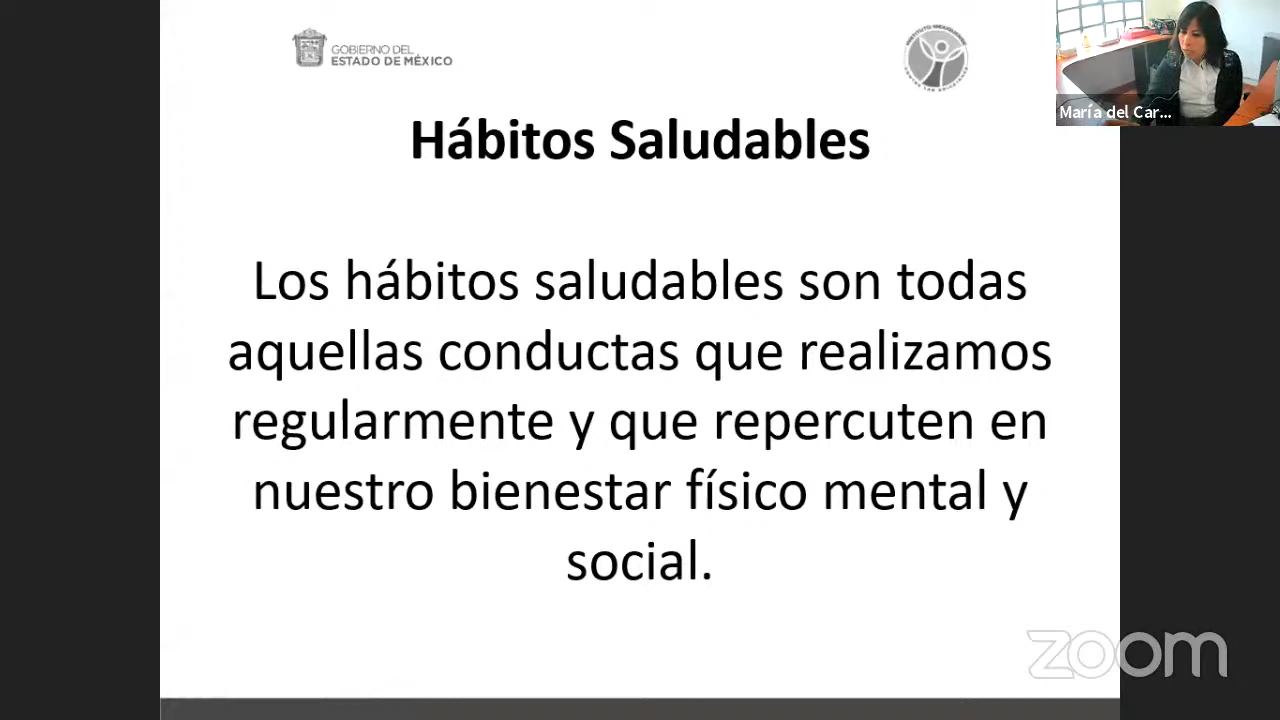 GOBIERNO DEL
ESTADO DE MÉXICO
María del Car...
Hábitos Saludables
Los hábitos saludables son todas
aquellas conductas que realizamos
regularmente y que repercuten en
nuestro bienestar físico mental y
social.
zoom